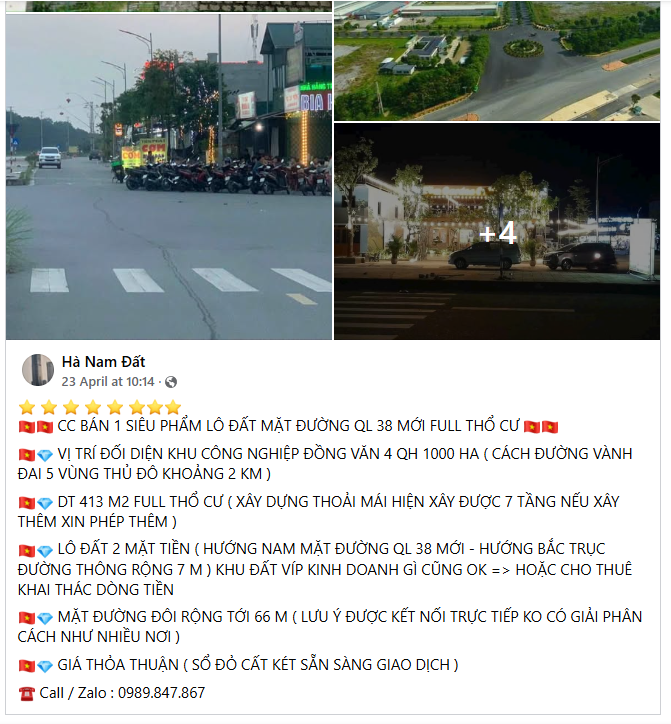 NHÀ HÀNG
BIA H
CƠM
CƠM
+4
Hà Nam Đất
23 April at 10:14 ·
⭐⭐⭐⭐⭐⭐⭐⭐
🇻🇳🇻🇳 CC BÁN 1 SIÊU PHẨM LÔ ĐẤT MẶT ĐƯỜNG QL 38 MỚI FULL THỔ CƯ 🇻🇳🇻🇳
🇻🇳💎 VỊ TRÍ ĐỐI DIỆN KHU CÔNG NGHIỆP ĐỒNG VĂN 4 QH 1000 HA ( CÁCH ĐƯỜNG VÀNH
ĐAI 5 VÙNG THỦ ĐÔ KHOẢNG 2 KM )
🇻🇳💎 DT 413 M2 FULL THỔ CƯ ( XÂY DỰNG THOẢI MÁI HIỆN XÂY ĐƯỢC 7 TẦNG NẾU XÂY
THÊM XIN PHÉP THÊM )
🇻🇳💎 LÔ ĐẤT 2 MẶT TIỀN ( HƯỚNG NAM MẶT ĐƯỜNG QL 38 MỚI - HƯỚNG BẮC TRỤC
ĐƯỜNG THÔNG RỘNG 7 M ) KHU ĐẤT VÍP KINH DOANH GÌ CŨNG OK => HOẶC CHO THUÊ
KHAI THÁC DÒNG TIỀN
🇻🇳💎 MẶT ĐƯỜNG ĐÔI RỘNG TỚI 66 M ( LƯU Ý ĐƯỢC KẾT NỐI TRỰC TIẾP KO CÓ GIẢI PHÂN
CÁCH NHƯ NHIỀU NƠI )
🇻🇳💎 GIÁ THỎA THUẬN ( SỔ ĐỎ CẤT KÉT SẴN SÀNG GIAO DỊCH )
☎️ Call / Zalo : 0989.847.867